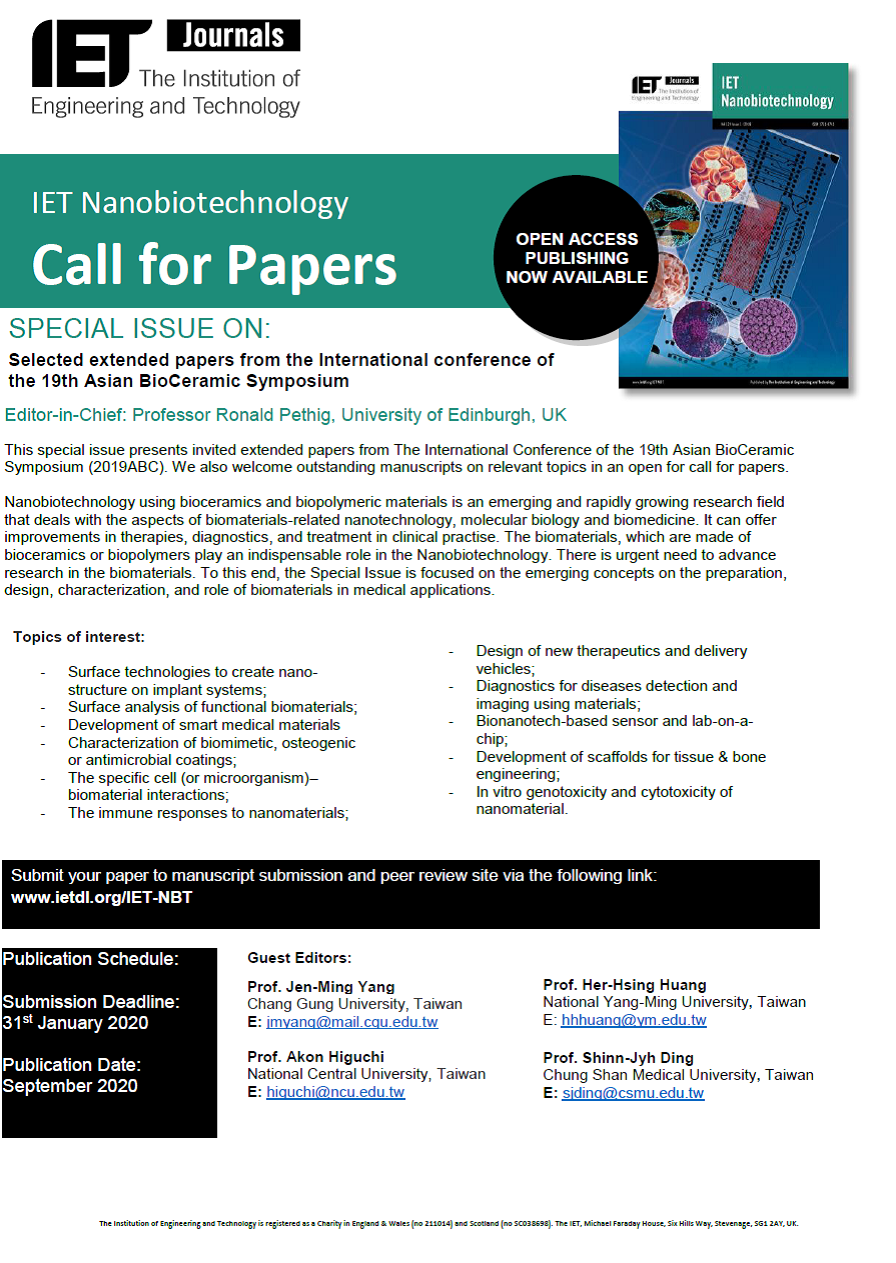 IET Journals
The Institution of
Engineering and Technology
IET Journals
The Institution of
Engineering and Technology
IET
Nanobiotechnology
IET Nanobiotechnology
Call for Papers
OPEN ACCESS
PUBLISHING
NOW AVAILABLE
www.ietdl.org/IET-NBT
Published by The Institution of Engineering and Technology
SPECIAL ISSUE ON:
Selected extended papers from the International conference of
the 19th Asian BioCeramic Symposium
Editor-in-Chief: Professor Ronald Pethig, University of Edinburgh, UK
This special issue presents invited extended papers from The International Conference of the 19th Asian BioCeramic
Symposium (2019ABC). We also welcome outstanding manuscripts on relevant topics in an open for call for papers.
Nanobiotechnology using bioceramics and biopolymeric materials is an emerging and rapidly growing research field
that deals with the aspects of biomaterials-related nanotechnology, molecular biology and biomedicine. It can offer
improvements in therapies, diagnostics, and treatment in clinical practise. The biomaterials, which are made of
bioceramics or biopolymers play an indispensable role in the Nanobiotechnology. There is urgent need to advance
research in the biomaterials. To this end, the Special Issue is focused on the emerging concepts on the preparation,
design, characterization, and role of biomaterials in medical applications.
Topics of interest:
- Surface technologies to create nano-
structure on implant systems;
- Surface analysis of functional biomaterials;
- Development of smart medical materials
- Characterization of biomimetic, osteogenic
or antimicrobial coatings;
- The specific cell (or microorganism)–
biomaterial interactions;
- The immune responses to nanomaterials;
- Design of new therapeutics and delivery
vehicles;
- Diagnostics for diseases detection and
imaging using materials;
- Bionanotech-based sensor and lab-on-a-
chip;
- Development of scaffolds for tissue & bone
engineering;
- In vitro genotoxicity and cytotoxicity of
nanomaterial.
Submit your paper to manuscript submission and peer review site via the following link:
www.ietdl.org/IET-NBT
Publication Schedule:
Submission Deadline:
31st January 2020
Publication Date:
September 2020
Guest Editors:
Prof. Jen-Ming Yang
Chang Gung University, Taiwan
E: jmyang@mail.cgu.edu.tw
Prof. Akon Higuchi
National Central University, Taiwan
E: higuchi@ncu.edu.tw
Prof. Her-Hsing Huang
National Yang-Ming University, Taiwan
E: hhhuang@ym.edu.tw
Prof. Shinn-Jyh Ding
Chung Shan Medical University, Taiwan
E: sjding@csmu.edu.tw
The Institution of Engineering and Technology is registered as a Charity in England & Wales (no 211014) and Scotland (no SC038698). The IET, Michael Faraday House, Six Hills Way, Stevenage, SG1 2AY, UK.